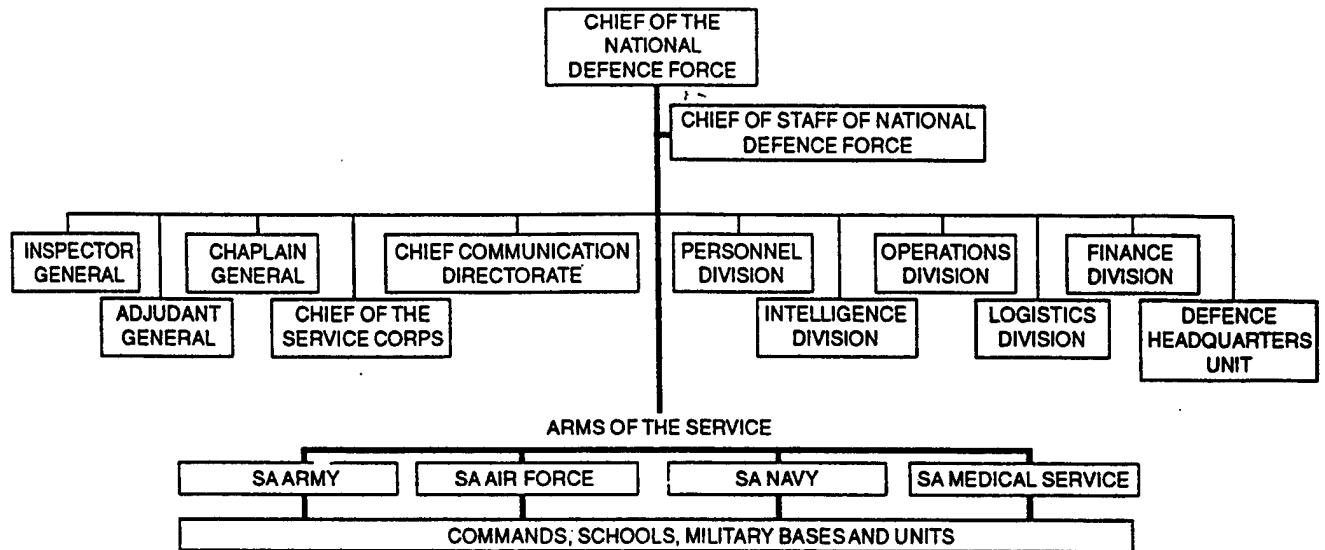 CHIEF OF THE
NATIONAL
DEFENCE FORCE
CHIEF OF STAFF OF NATIONAL
DEFENCE FORCE
INSPECTOR
GENERAL
ADJUDANT
GENERAL
CHAPLAIN
GENERAL
CHIEF OF THE
SERVICE CORPS
CHIEF COMMUNICATION
DIRECTORATE
PERSONNEL
DIVISION
INTELLIGENCE
DIVISION
OPERATIONS
DIVISION
LOGISTICS
DIVISION
FINANCE
DIVISION
DEFENCE
HEADQUARTERS
UNIT
ARMS OF THE SERVICE
SA ARMY
SA AIR FORCE
SA NAVY
SA MEDICAL SERVICE
COMMANDS; SCHOOLS, MILITARY BASES AND UNITS